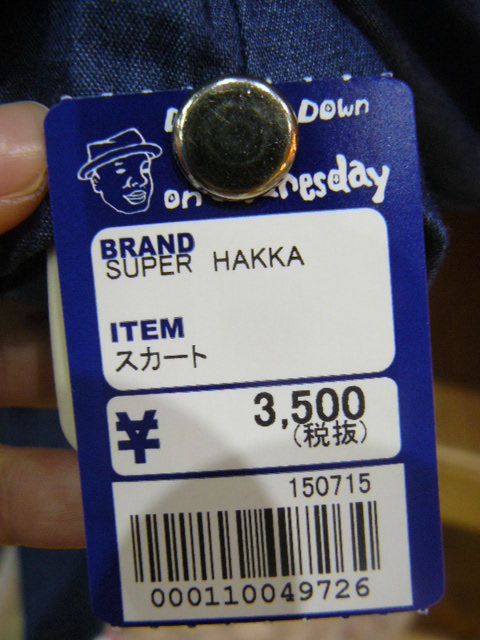 Down
on
BRAND
SUPER HAKKA
ITEM
スカート
¥ 3,500
(税抜)
150715
000110049726